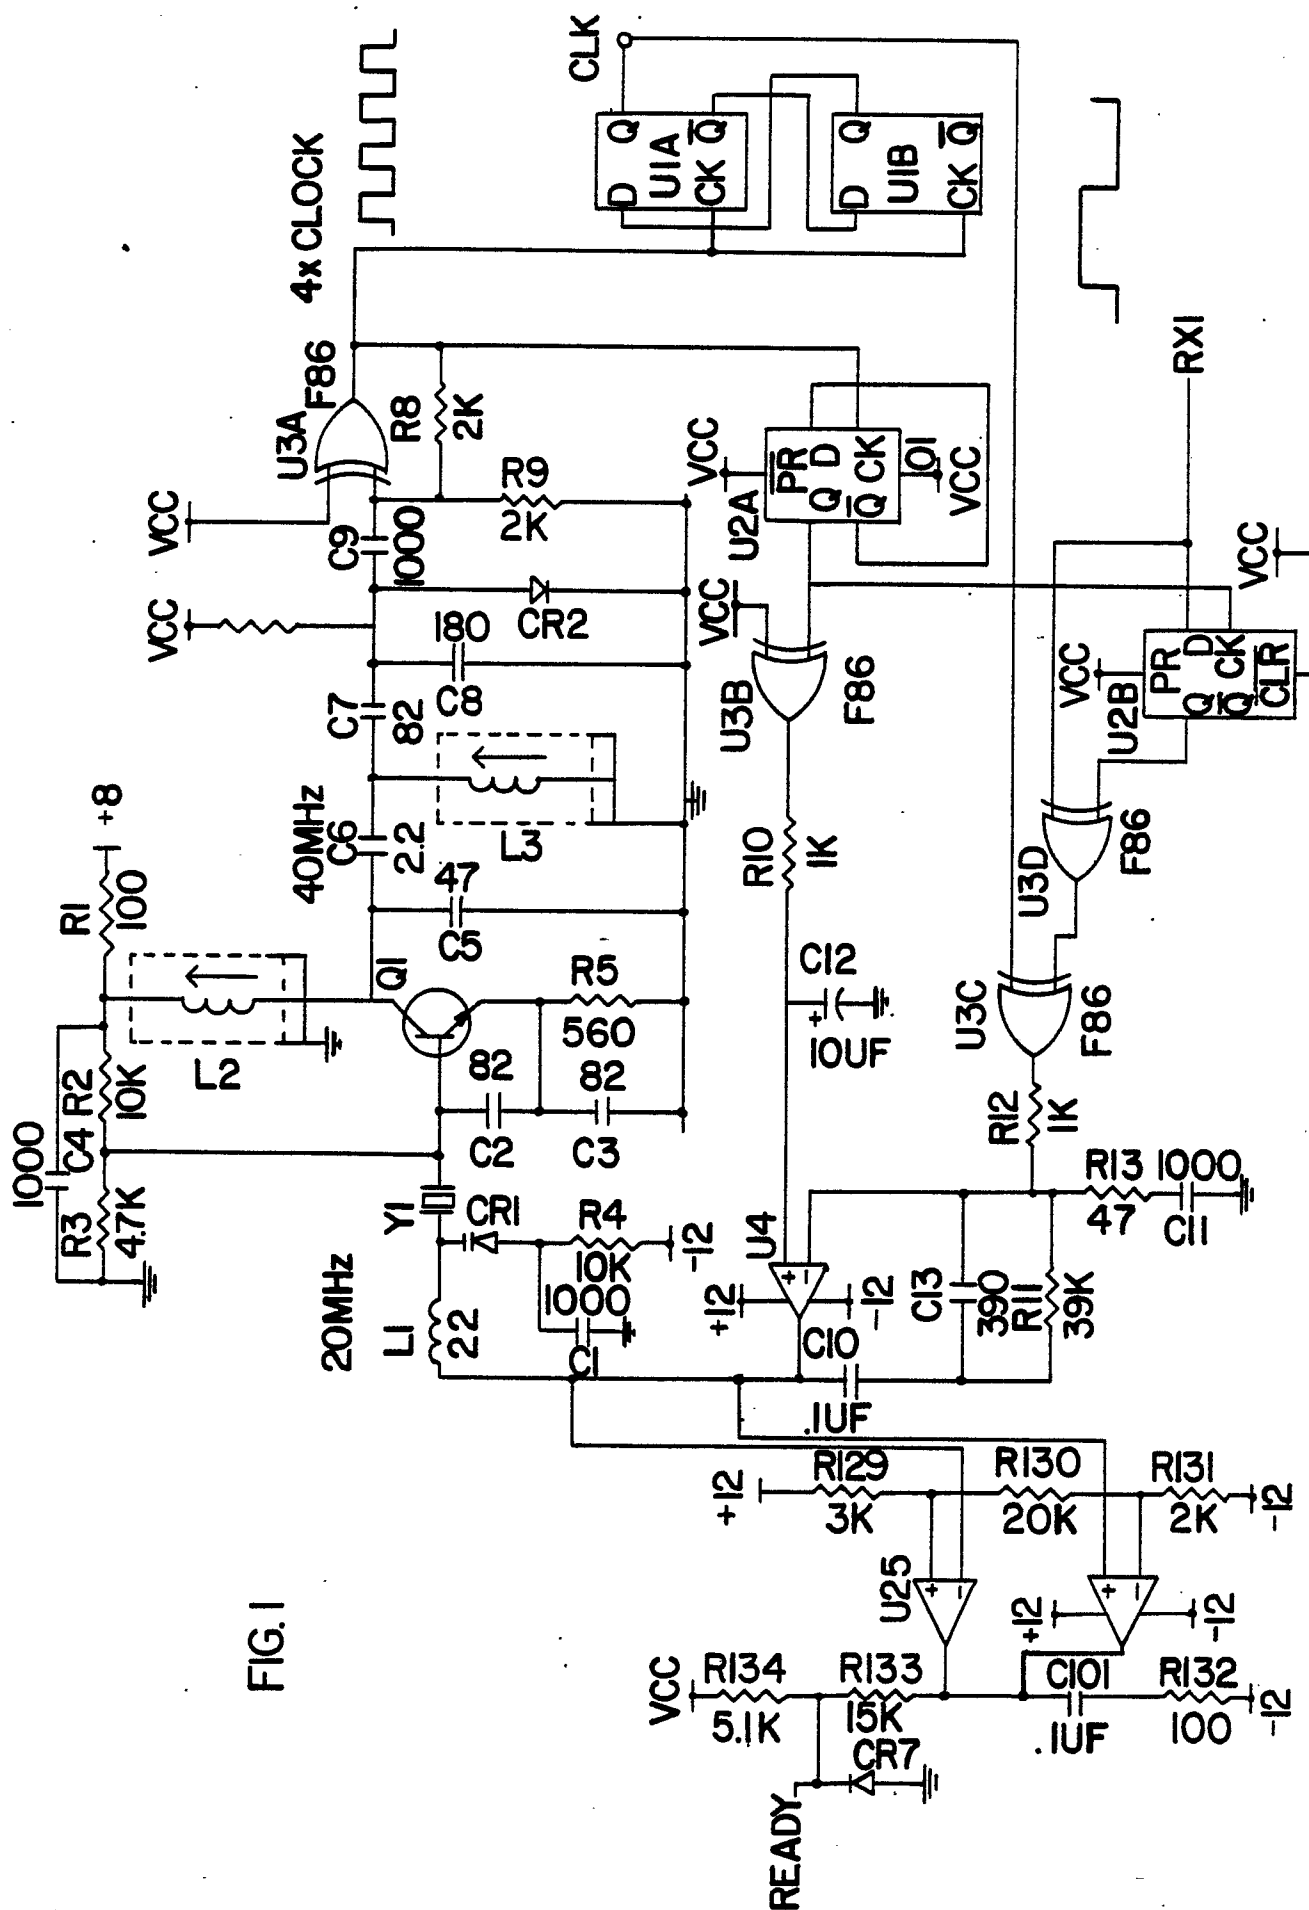 FIG.1
+8
R1
100
1000
C4
R2
10K
R3
4.7K
L2
Q1
20MHz
L1
22
Y1
CR1
R4
10K
-12
1000
C1
82
C2
82
C3
R5
560
47
C5
40MHz
C6
2.2
L3
C7
82
180
C8
VCC
CR2
C9
1000
VCC
U3A
F86
R8
2K
R9
2K
4x CLOCK
CLK
D Q
U1A
CK Q
D Q
U1B
CK Q
VCC
U2A
PR
Q D
Q CK
101
VCC
VCC
U3B
F86
R10
1K
C12
+
10UF
RX1
VCC
VCC
U2B
PR
Q D
Q CK
CLR
U3D
F86
U3C
F86
R12
1K
R13
47
1000
C11
U4
+
-
+12
-12
C10
.1UF
C13
390
R11
39K
+12
R129
3K
R130
20K
R131
2K
-12
U25
+
-
+12
+
-
-12
VCC
R134
5.1K
R133
15K
C101
.1UF
R132
100
-12
CR7
READY